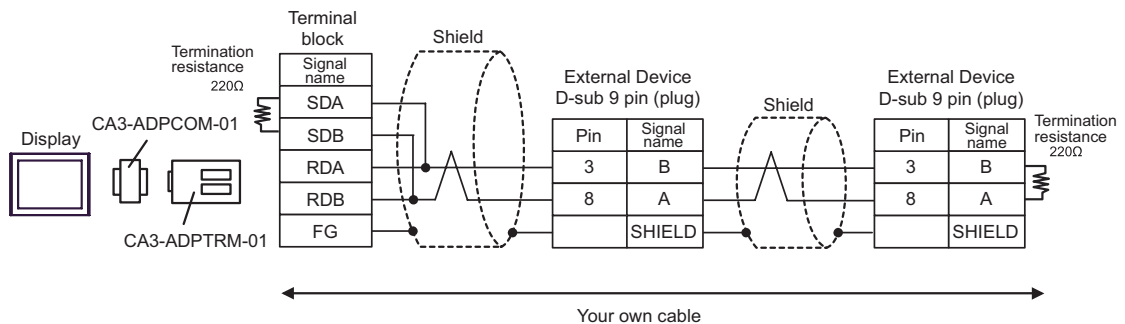 Terminal
block
Shield
Termination
resistance
220Ω
Signal
name
SDA
SDB
RDA
RDB
FG
Display
CA3-ADPCOM-01
CA3-ADPTRM-01
External Device
D-sub 9 pin (plug)
Pin
Signal
name
3
B
8
A
SHIELD
Shield
External Device
D-sub 9 pin (plug)
Pin
Signal
name
3
B
8
A
SHIELD
Termination
resistance
220Ω
Your own cable